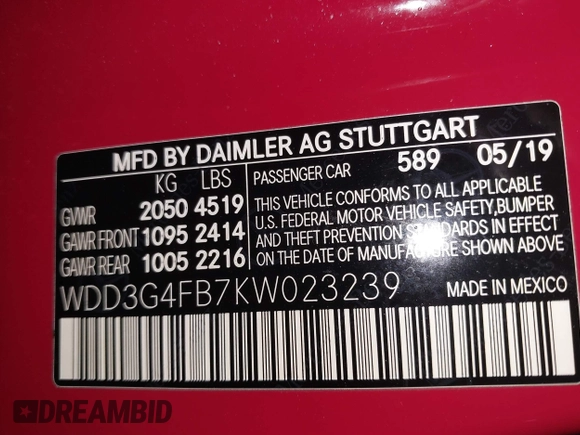 MFD BY DAIMLER AG STUTTGART
KG LBS
GVWR 2050 4519
GAWR FRONT 1095 2414
GAWR REAR 1005 2216
PASSENGER CAR 589 05/19
THIS VEHICLE CONFORMS TO ALL APPLICABLE
U.S. FEDERAL MOTOR VEHICLE SAFETY,BUMPER
AND THEFT PREVENTION STANDARDS IN EFFECT
ON THE DATE OF MANUFACTURE SHOWN ABOVE
WDD3G4FB7KW023239 MADE IN MEXICO
DREAMBID